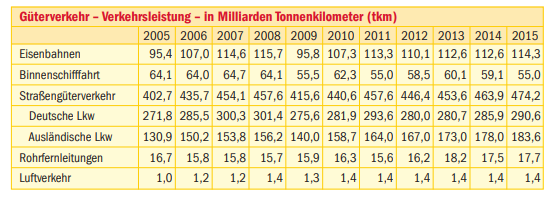 Güterverkehr – Verkehrsleistung – in Milliarden Tonnenkilometer (tkm)
2005 2006 2007 2008 2009 2010 2011 2012 2013 2014 2015
Eisenbahnen 95,4 107,0 114,6 115,7 95,8 107,3 113,3 110,1 112,6 112,6 114,3
Binnenschifffahrt 64,1 64,0 64,7 64,1 55,5 62,3 55,0 58,5 60,1 59,1 55,0
Straßengüterverkehr 402,7 435,7 454,1 457,6 415,6 440,6 457,6 446,4 453,6 463,9 474,2
Deutsche Lkw 271,8 285,5 300,3 301,4 275,6 281,9 293,6 280,0 280,7 285,9 290,6
Ausländische Lkw 130,9 150,2 153,8 156,2 140,0 158,7 164,0 167,0 173,0 178,0 183,6
Rohrfernleitungen 16,7 15,8 15,8 15,7 15,9 16,3 15,6 16,2 18,2 17,5 17,7
Luftverkehr 1,0 1,2 1,2 1,4 1,3 1,4 1,4 1,4 1,4 1,4 1,4